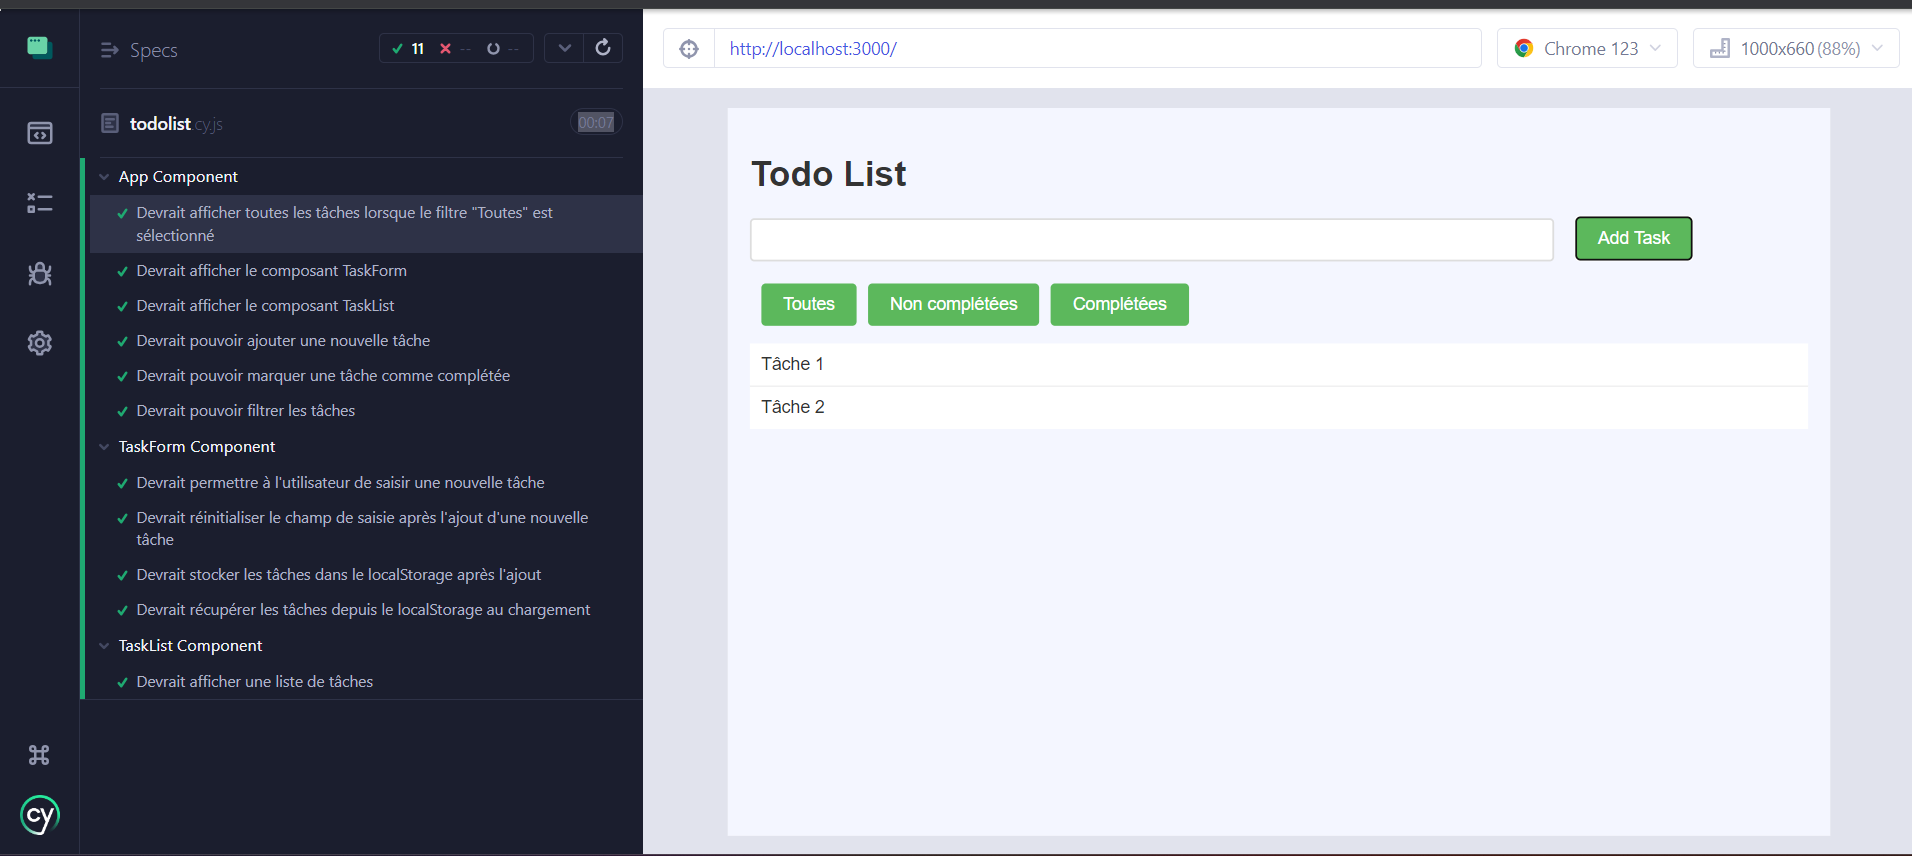 Specs
11 -- --
todolist.cy.js
00:07
App Component
Devrait afficher toutes les tâches lorsque le filtre "Toutes" est
sélectionné
Devrait afficher le composant TaskForm
Devrait afficher le composant TaskList
Devrait pouvoir ajouter une nouvelle tâche
Devrait pouvoir marquer une tâche comme complétée
Devrait pouvoir filtrer les tâches
TaskForm Component
Devrait permettre à l'utilisateur de saisir une nouvelle tâche
Devrait réinitialiser le champ de saisie après l'ajout d'une nouvelle
tâche
Devrait stocker les tâches dans le localStorage après l'ajout
Devrait récupérer les tâches depuis le localStorage au chargement
TaskList Component
Devrait afficher une liste de tâches
cy
http://localhost:3000/
Chrome 123
1000x660 (88%)
Todo List
Add Task
Toutes
Non complétées
Complétées
Tâche 1
Tâche 2